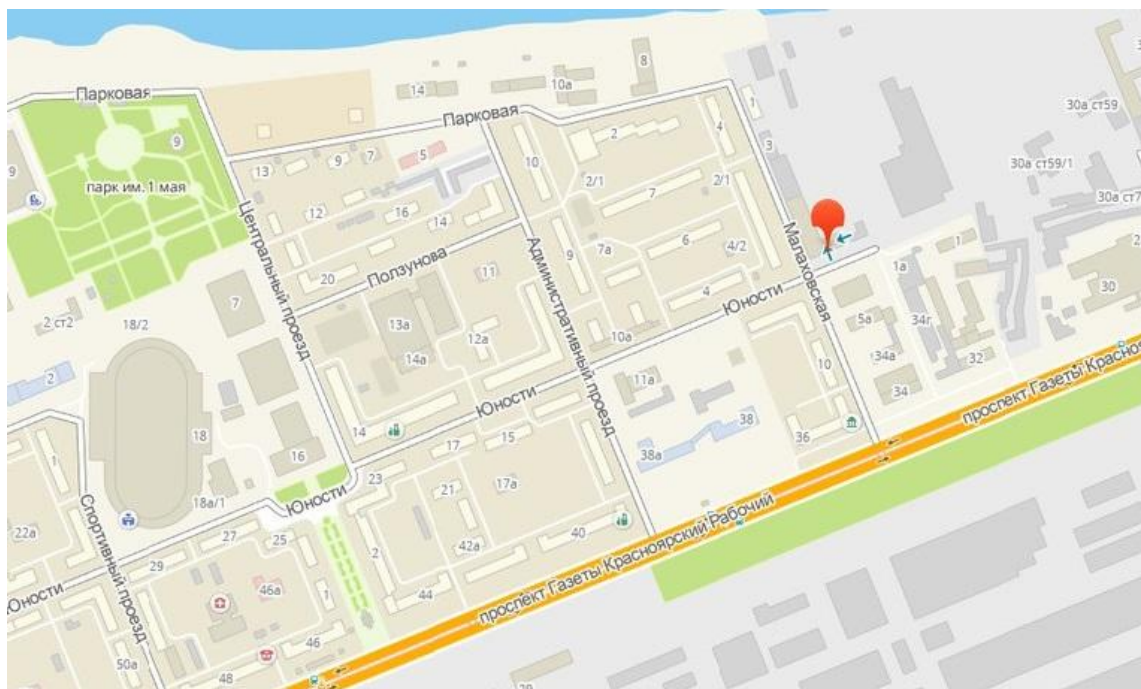 Парковая
14
10а
8
1
30а ст59
Парковая
2
4
3
9
9
13
9
7
5
10
30а ст59/1
парк им. 1 мая
2/1
7
2/1
12
16
14
30а ст7
Центральный проезд
Административный проезд
Малаховская
Ползунова
20
11
9
7а
6
4/2
1
1а
30
7
2 ст2
18/2
13а
12а
14а
10а
4
Юности
5а
34г
34а
32
34
2
11а
10
18
14
Юности
38
38а
36
проспект Газеты Красноя
16
17
15
1
18а/1
23
21
17а
Юности
22а
Спортивный проезд
27
25
2
42а
40
проспект Газеты Красноярский Рабочий
29
46а
1
44
Юности
46
50а
48